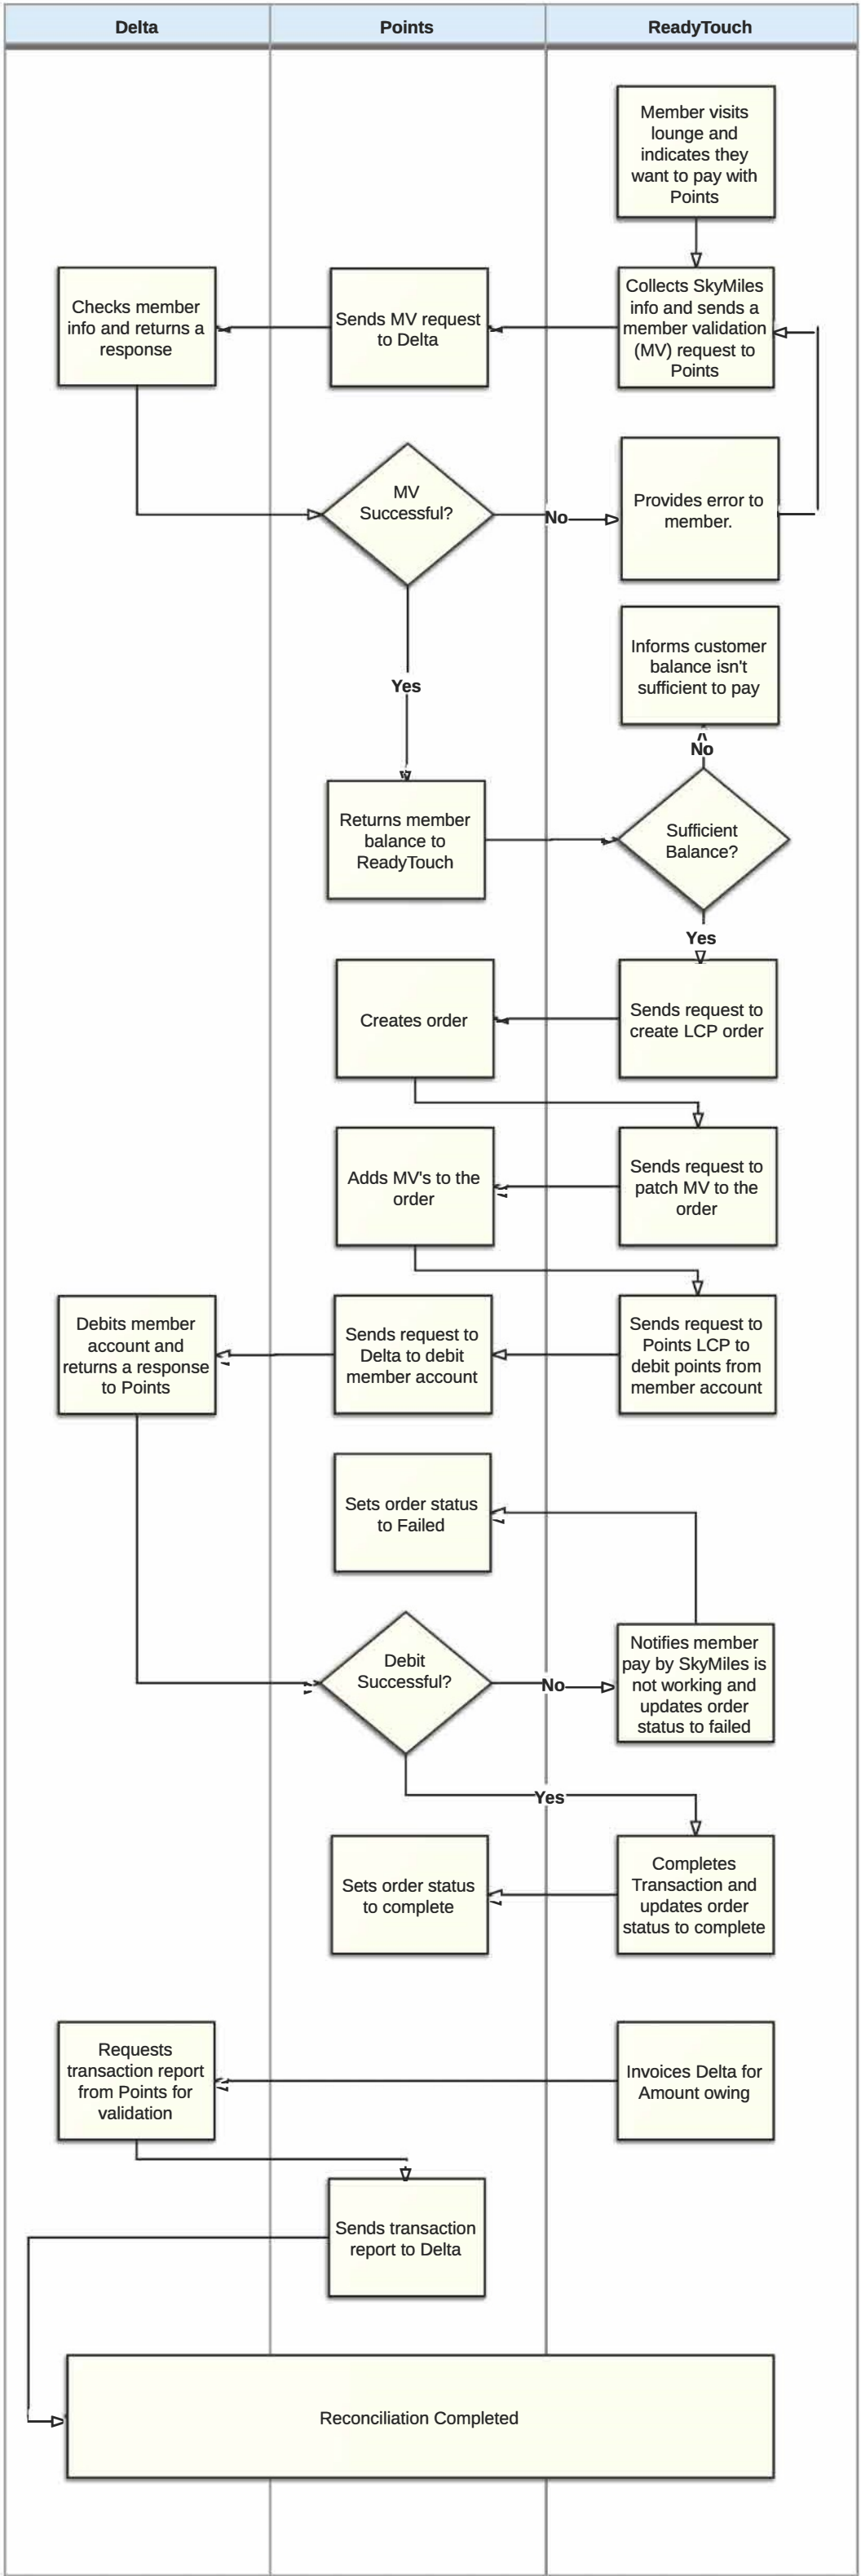 Delta
Points
ReadyTouch
Member visits
lounge and
indicates they
want to pay with
Points
Checks member
info and returns a
response
Sends MV request
to Delta
Collects SkyMiles
info and sends a
member validation
(MV) request to
Points
MV
Successful?
No
Provides error to
member.
Informs customer
balance isn't
sufficient to pay
Yes
No
Returns member
balance to
ReadyTouch
Sufficient
Balance?
Yes
Creates order
Sends request to
create LCP order
Adds MV's to the
order
Sends request to
patch MV to the
order
Debits member
account and
returns a response
to Points
Sends request to
Delta to debit
member account
Sends request to
Points LCP to
debit points from
member account
Sets order status
to Failed
Debit
Successful?
No
Notifies member
pay by SkyMiles is
not working and
updates order
status to failed
Yes
Sets order status
to complete
Completes
Transaction and
updates order
status to complete
Requests
transaction report
from Points for
validation
Invoices Delta for
Amount owing
Sends transaction
report to Delta
Reconciliation Completed